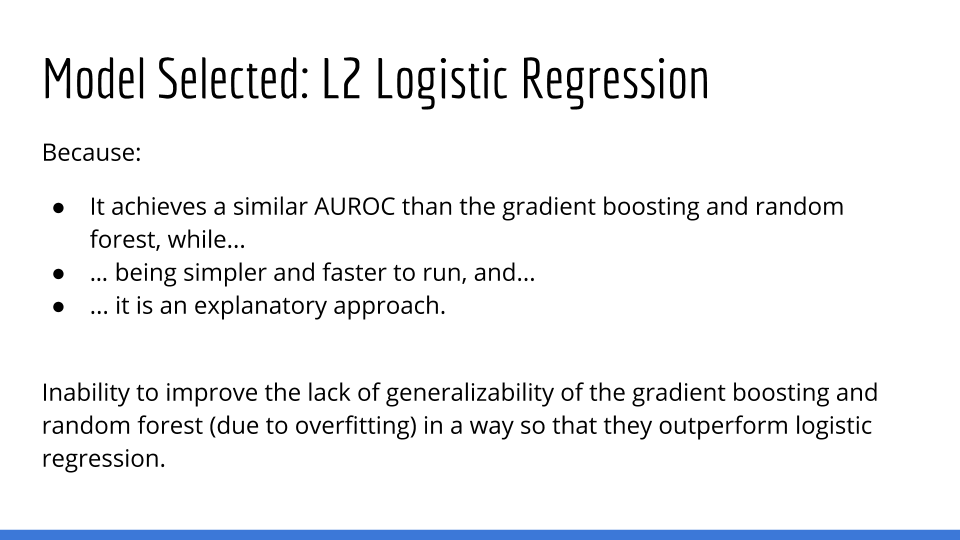 Model Selected: L2 Logistic Regression
Because:
● It achieves a similar AUROC than the gradient boosting and random
forest, while...
● ... being simpler and faster to run, and...
● ... it is an explanatory approach.
Inability to improve the lack of generalizability of the gradient boosting and
random forest (due to overfitting) in a way so that they outperform logistic
regression.